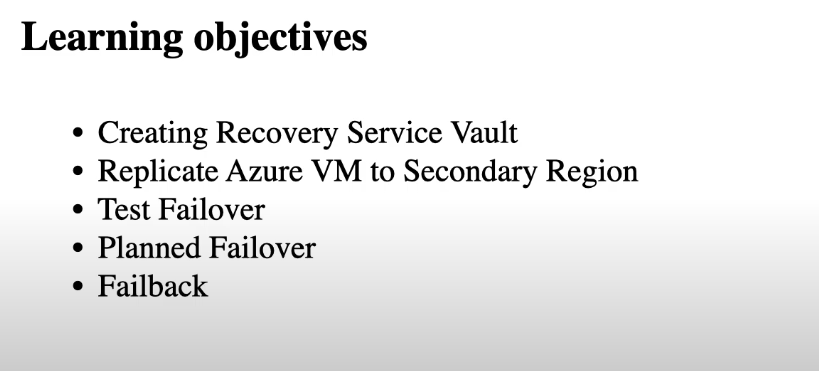 Learning objectives
• Creating Recovery Service Vault
• Replicate Azure VM to Secondary Region
• Test Failover
• Planned Failover
• Failback